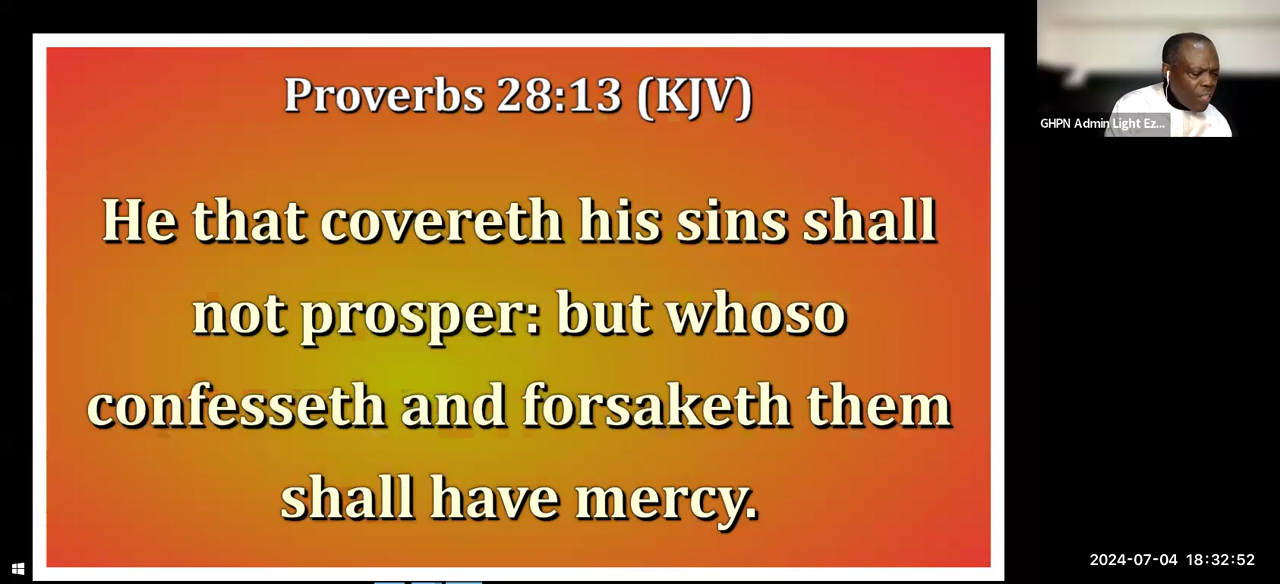 Proverbs 28:13 (KJV)
He that covereth his sins shall
not prosper: but whoso
confesseth and forsaketh them
shall have mercy.
GHPN Admin Light Ez...
2024-07-04 18:32:52